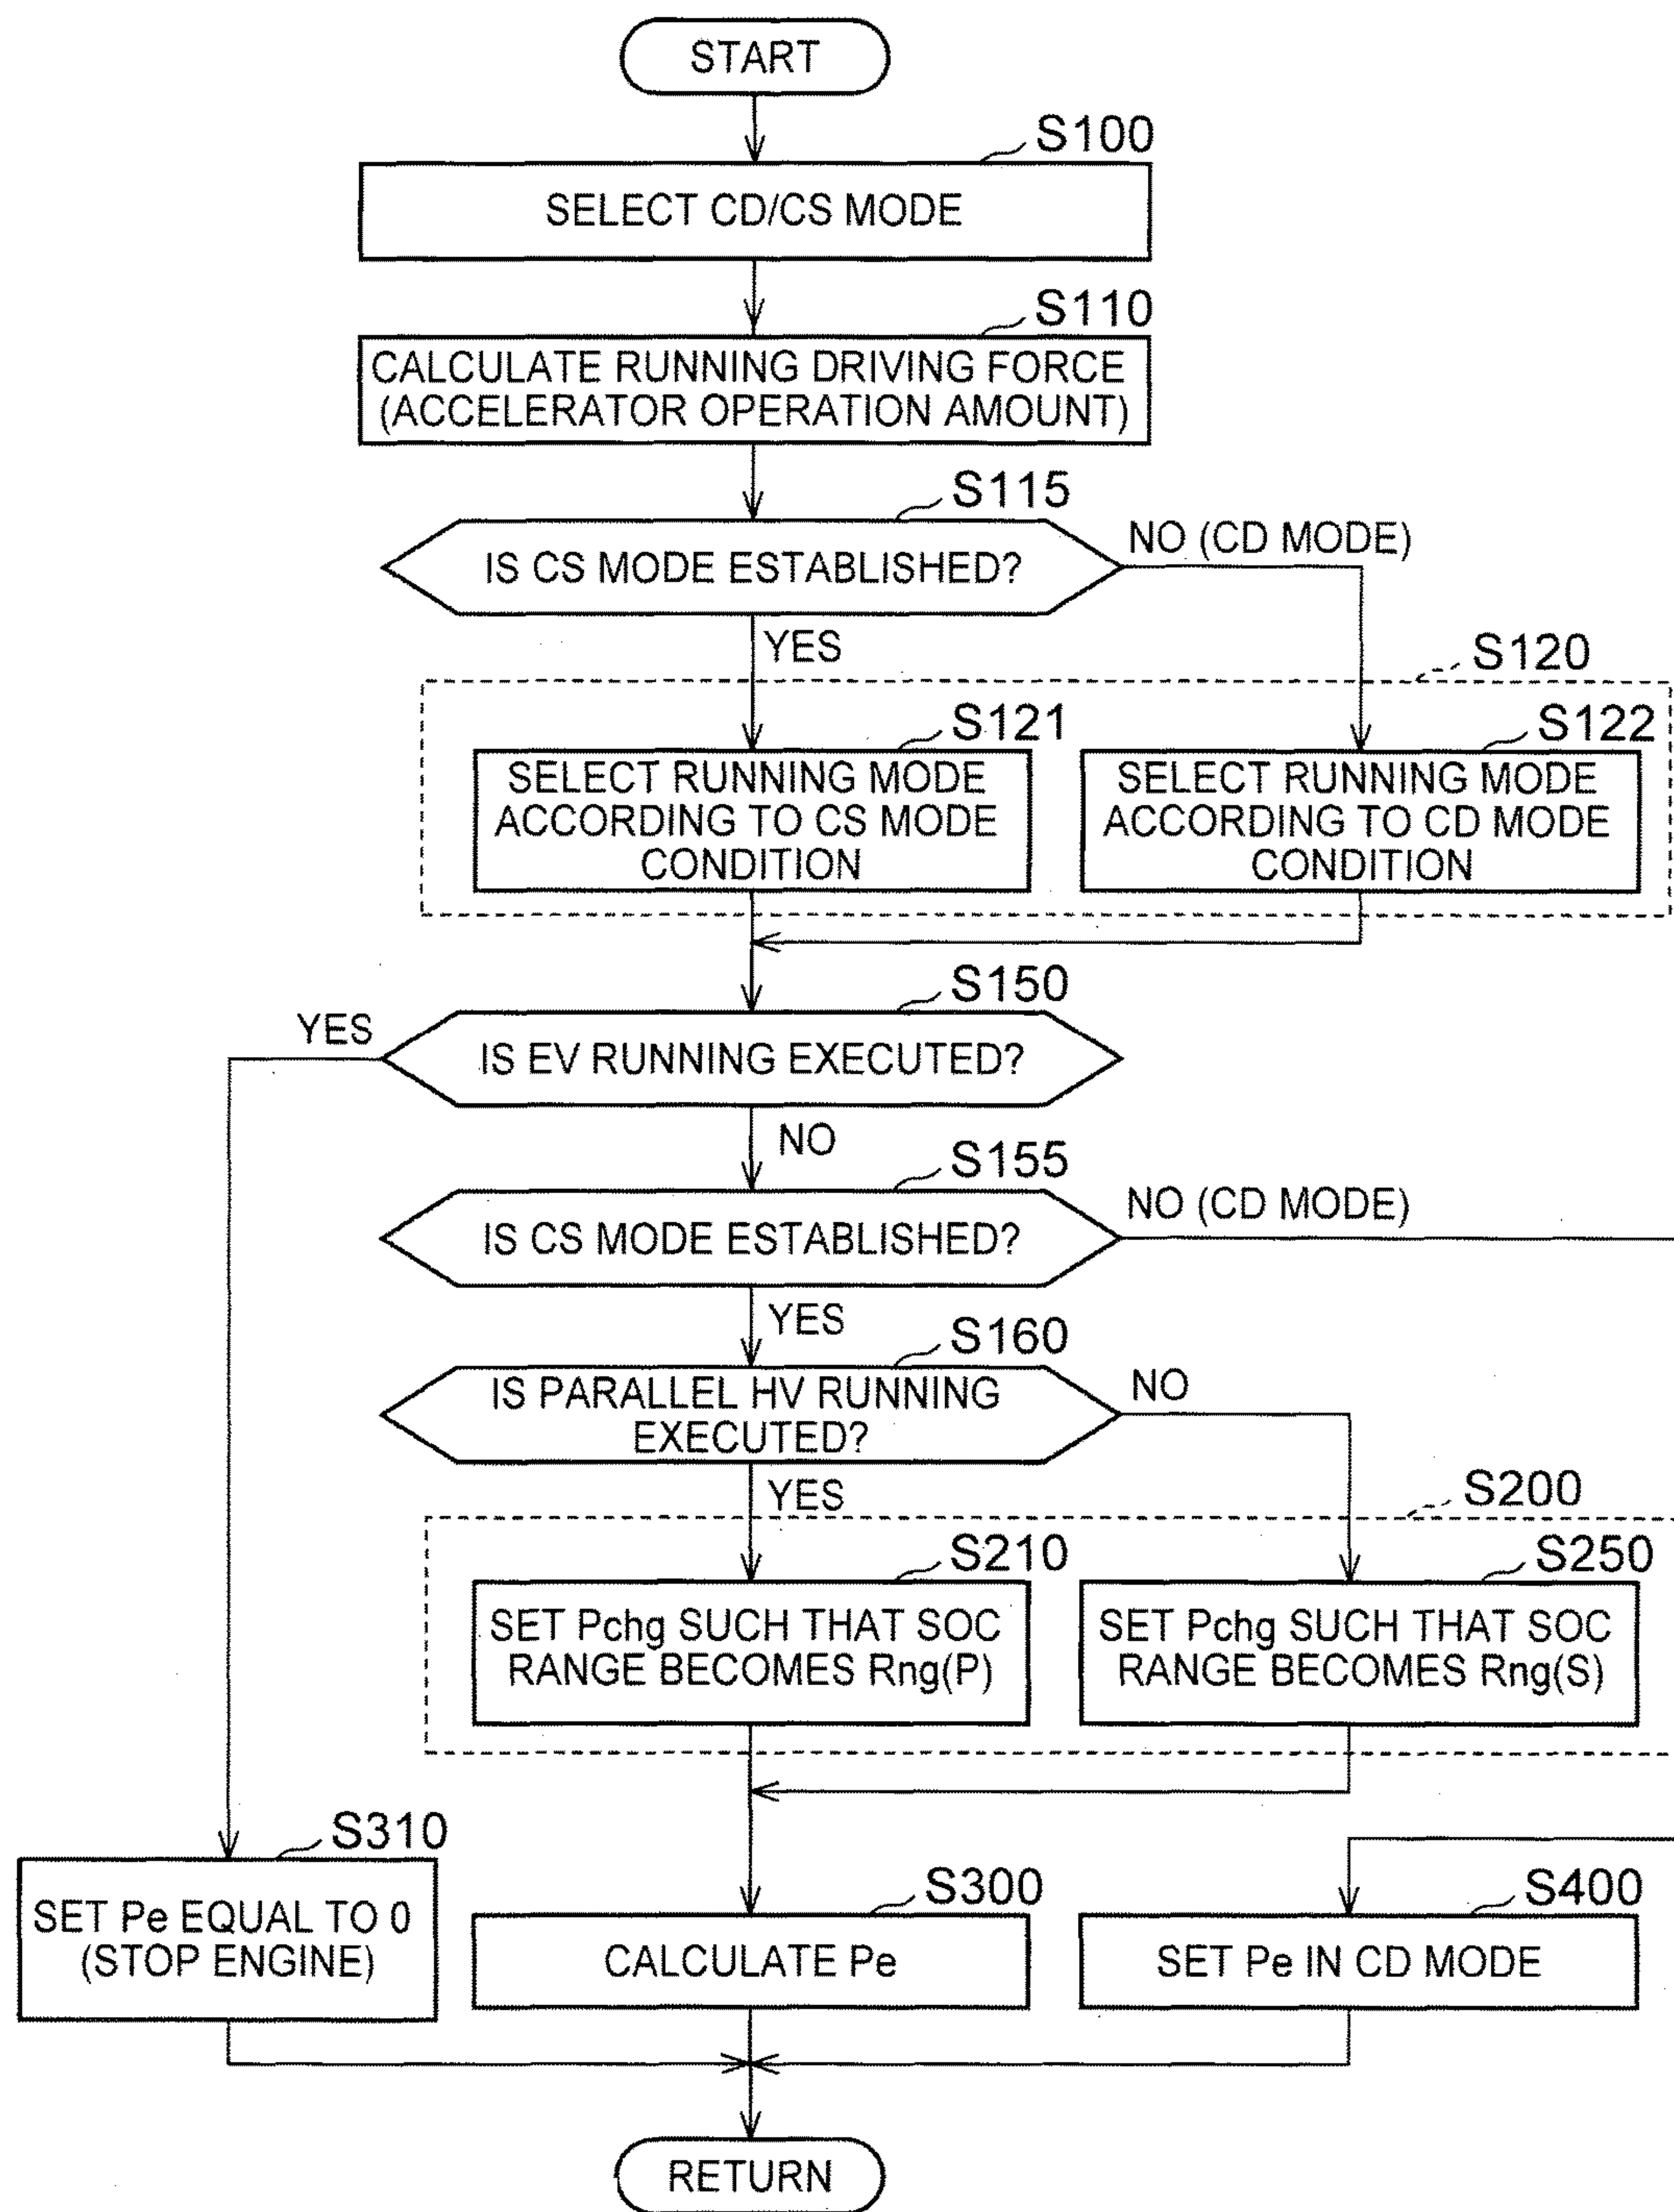 START
S100
SELECT CD/CS MODE
S110
CALCULATE RUNNING DRIVING FORCE
(ACCELERATOR OPERATION AMOUNT)
S115
IS CS MODE ESTABLISHED?
NO (CD MODE)
YES
S120
S121
SELECT RUNNING MODE
ACCORDING TO CS MODE
CONDITION
S122
SELECT RUNNING MODE
ACCORDING TO CD MODE
CONDITION
S150
YES
IS EV RUNNING EXECUTED?
NO
S155
IS CS MODE ESTABLISHED?
NO (CD MODE)
YES
S160
IS PARALLEL HV RUNNING
EXECUTED?
NO
YES
S200
S210
SET Pchg SUCH THAT SOC
RANGE BECOMES Rng(P)
S250
SET Pchg SUCH THAT SOC
RANGE BECOMES Rng(S)
S310
SET Pe EQUAL TO 0
(STOP ENGINE)
S300
CALCULATE Pe
S400
SET Pe IN CD MODE
RETURN